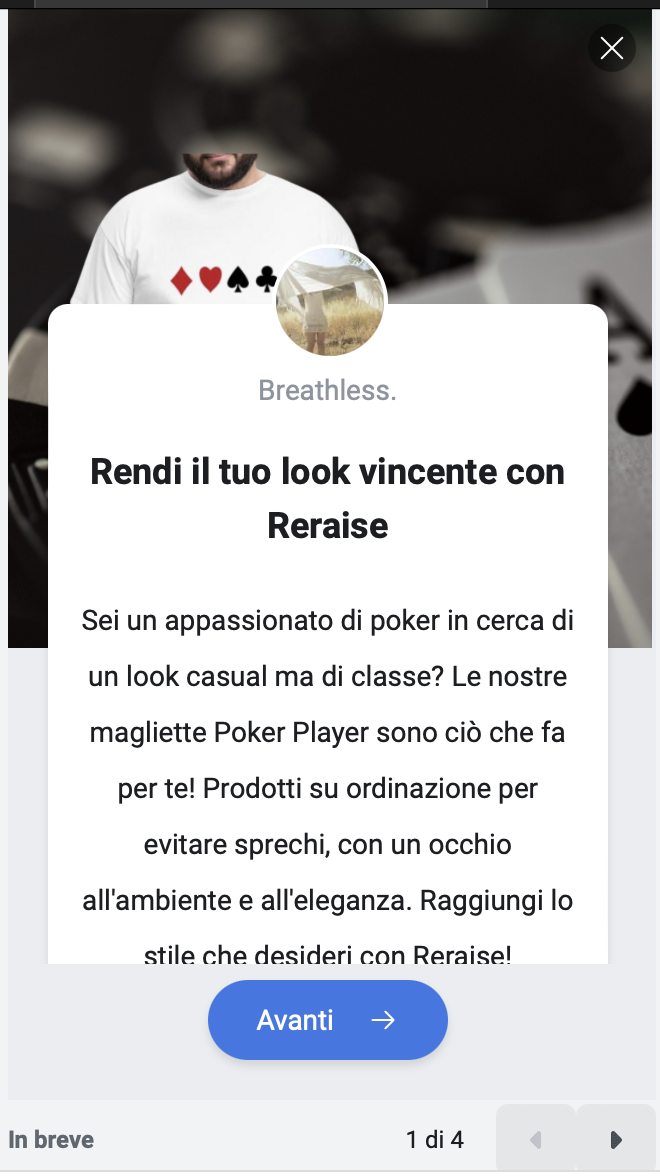 Breathless.
Rendi il tuo look vincente con
Reraise
Sei un appassionato di poker in cerca di
un look casual ma di classe? Le nostre
magliette Poker Player sono ciò che fa
per te! Prodotti su ordinazione per
evitare sprechi, con un occhio
all'ambiente e all'eleganza. Raggiungi lo
stile che desideri con Reraise!
Avanti
In breve
1 di 4